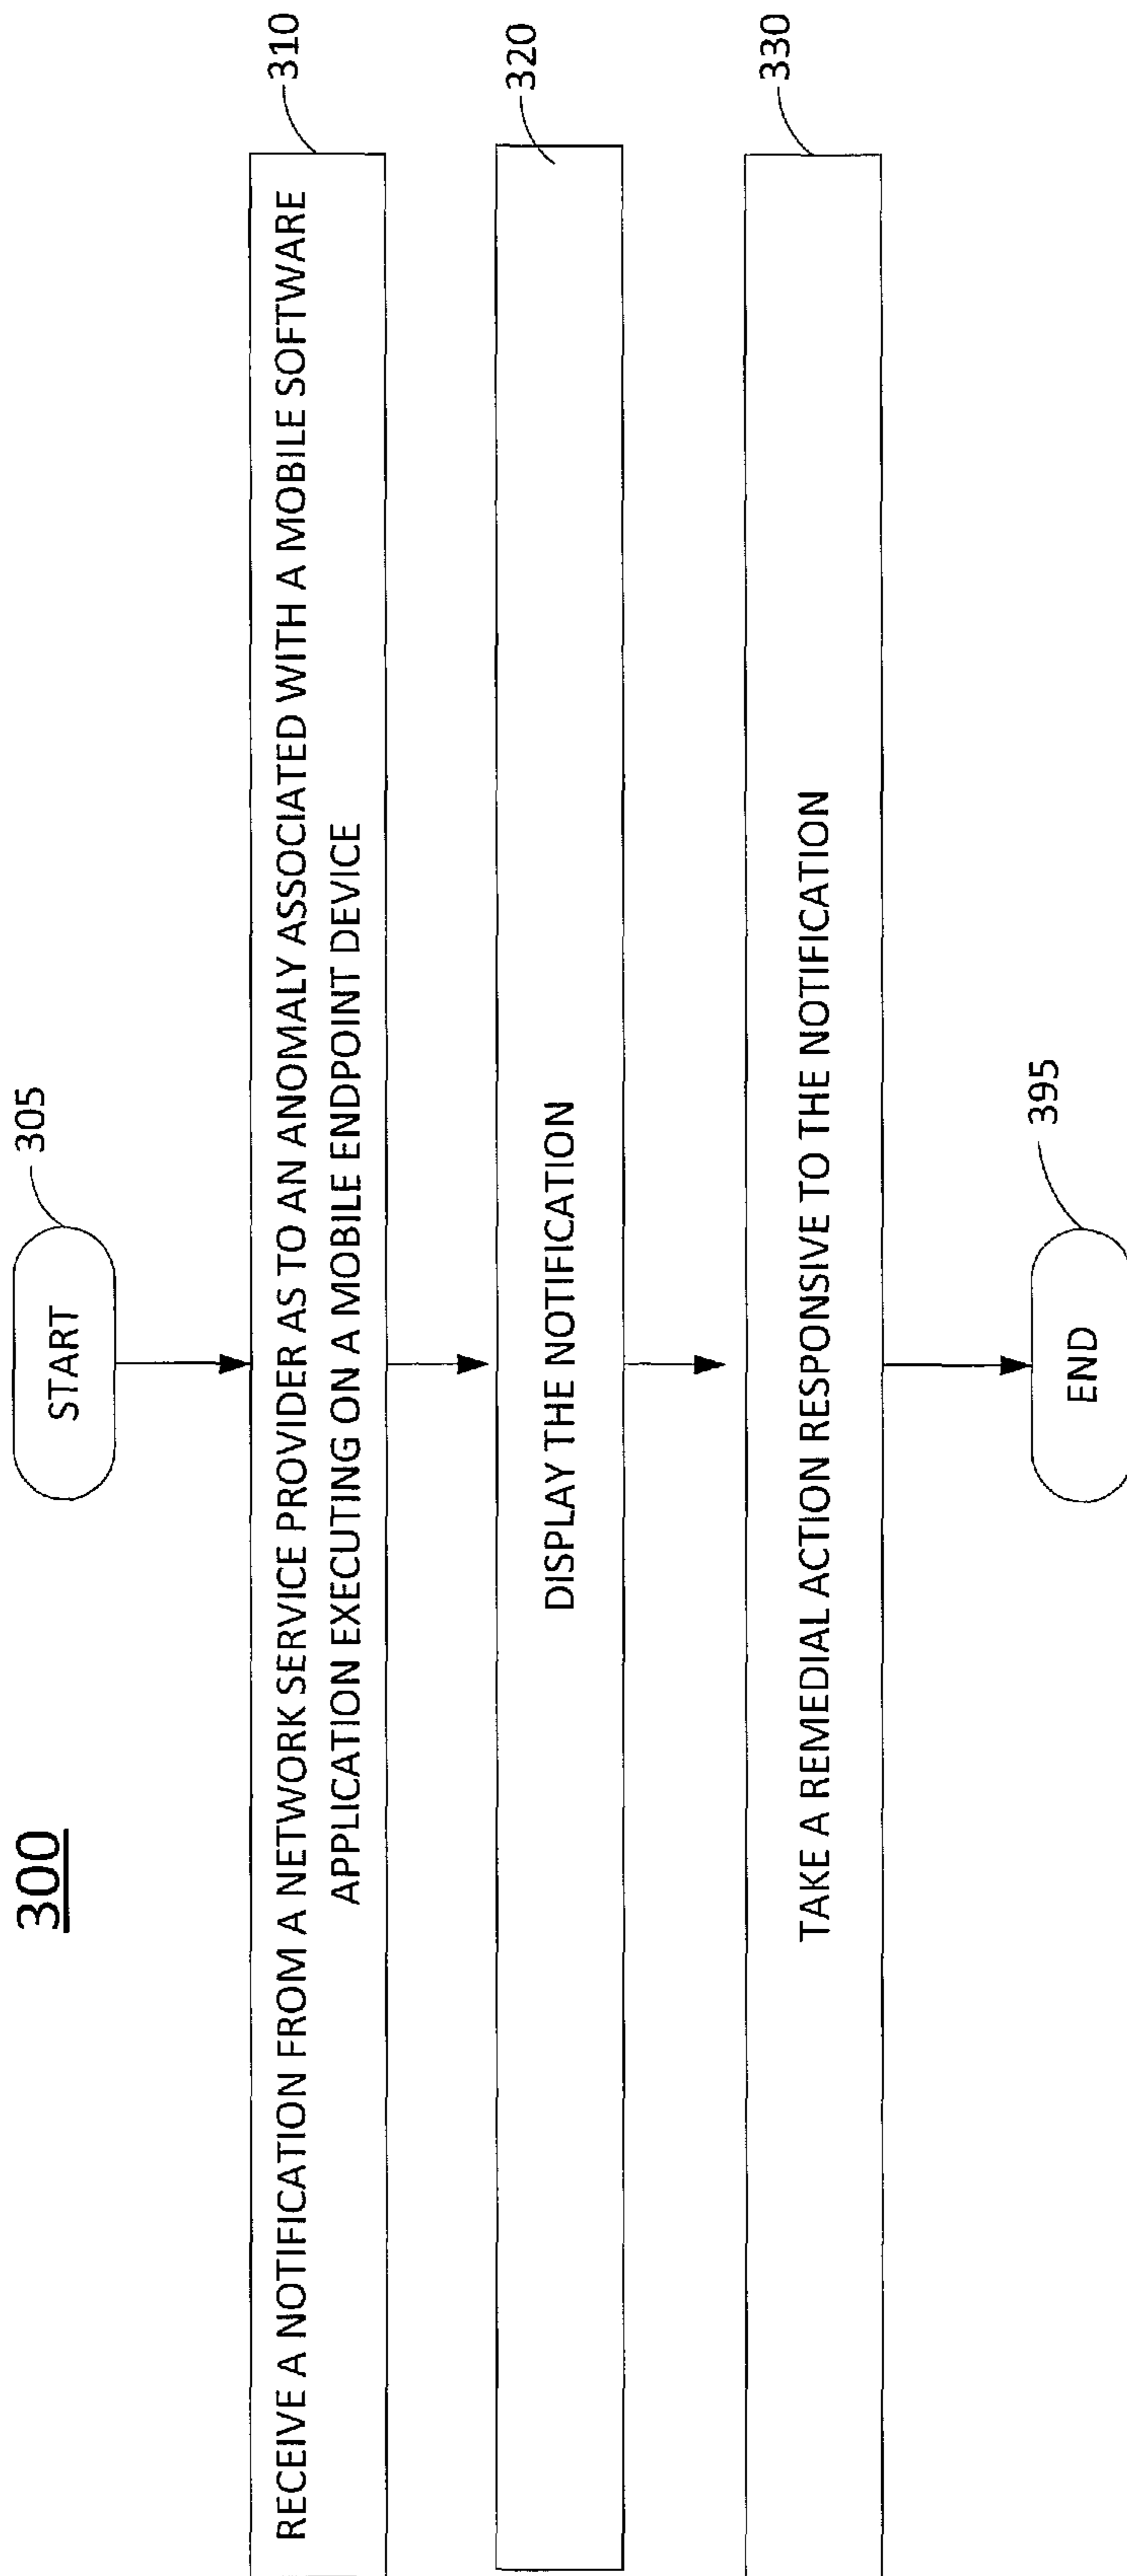 300
START
305
RECEIVE A NOTIFICATION FROM A NETWORK SERVICE PROVIDER AS TO AN ANOMALY ASSOCIATED WITH A MOBILE SOFTWARE
APPLICATION EXECUTING ON A MOBILE ENDPOINT DEVICE
310
DISPLAY THE NOTIFICATION
320
TAKE A REMEDIAL ACTION RESPONSIVE TO THE NOTIFICATION
330
END
395